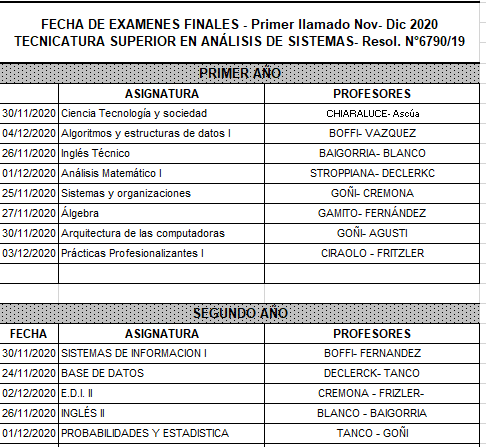 FECHA DE EXAMENES FINALES - Primer llamado Nov- Dic 2020
TECNICATURA SUPERIOR EN ANÁLISIS DE SISTEMAS- Resol. N°6790/19
PRIMER AÑO
ASIGNATURA PROFESORES
30/11/2020 Ciencia Tecnología y sociedad CHIARALUCE- Ascúa
04/12/2020 Algoritmos y estructuras de datos I BOFFI- VAZQUEZ
26/11/2020 Inglés Técnico BAIGORRIA- BLANCO
01/12/2020 Análisis Matemático I STROPPIANA- DECLERKC
25/11/2020 Sistemas y organizaciones GOÑI- CREMONA
27/11/2020 Álgebra GAMITO- FERNÁNDEZ
30/11/2020 Arquitectura de las computadoras GOÑI- AGUSTI
03/12/2020 Prácticas Profesionalizantes I CIRAOLO - FRITZLER
SEGUNDO AÑO
FECHA ASIGNATURA PROFESORES
30/11/2020 SISTEMAS DE INFORMACION I BOFFI- FERNANDEZ
24/11/2020 BASE DE DATOS DECLERCK- TANCO
02/12/2020 E.D.I. II CREMONA - FRIZLER-
26/11/2020 INGLÉS II BLANCO - BAIGORRIA
01/12/2020 PROBABILIDADES Y ESTADISTICA TANCO - GOÑI